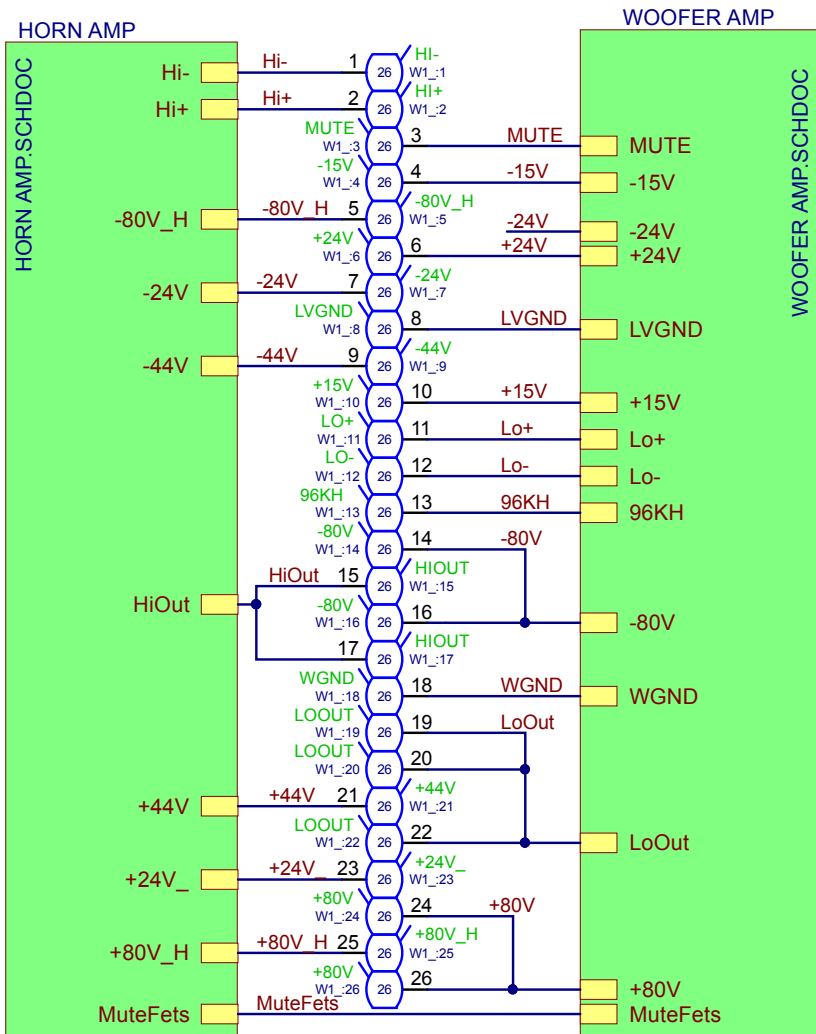 HORN AMP
WOOFER AMP
HORN AMP.SCHDOC
WOOFER AMP.SCHDOC
Hi- Hi- 1 26 HI- W1_:1
Hi+ Hi+ 2 26 HI+ W1_:2
MUTE W1_:3 26 3 MUTE MUTE
-15V W1_:4 26 4 -15V -15V
-80V_H -80V_H 5 26 -80V_H W1_:5
-24V -24V
+24V W1_:6 26 6 +24V +24V
-24V -24V 7 26 -24V W1_:7
LVGND W1_:8 26 8 LVGND LVGND
-44V -44V 9 26 -44V W1_:9
+15V W1_:10 26 10 +15V +15V
LO+ W1_:11 26 11 Lo+ Lo+
LO- W1_:12 26 12 Lo- Lo-
96KH W1_:13 26 13 96KH 96KH
-80V W1_:14 26 14 -80V
HiOut 15 26 HIOUT W1_:15
HiOut
-80V W1_:16 26 16 -80V
17 26 HIOUT W1_:17
WGND W1_:18 26 18 WGND WGND
LOOUT W1_:19 26 19 LoOut
LOOUT W1_:20 26 20
+44V +44V 21 26 +44V W1_:21
LOOUT W1_:22 26 22 LoOut
+24V_ +24V_ 23 26 +24V_ W1_:23
+80V W1_:24 26 24 +80V
+80V_H +80V_H 25 26 +80V_H W1_:25
+80V W1_:26 26 26 +80V
MuteFets MuteFets MuteFets